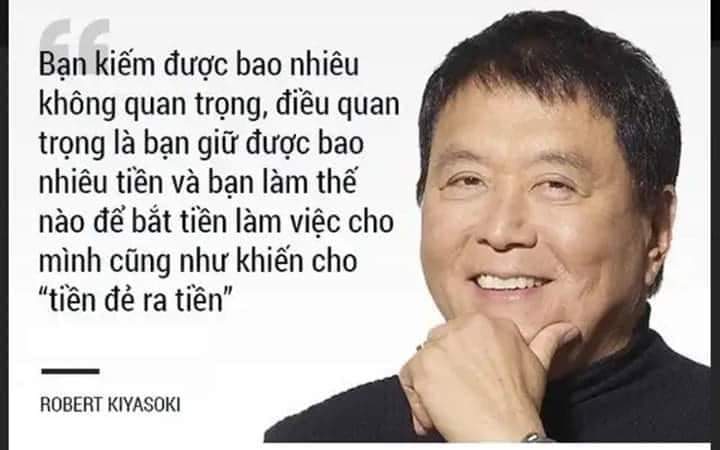 Bạn kiếm được bao nhiêu
không quan trọng, điều quan
trọng là bạn giữ được bao
nhiêu tiền và bạn làm thế
nào để bắt tiền làm việc cho
mình cũng như khiến cho
“tiền đẻ ra tiền”
ROBERT KIYASOKI